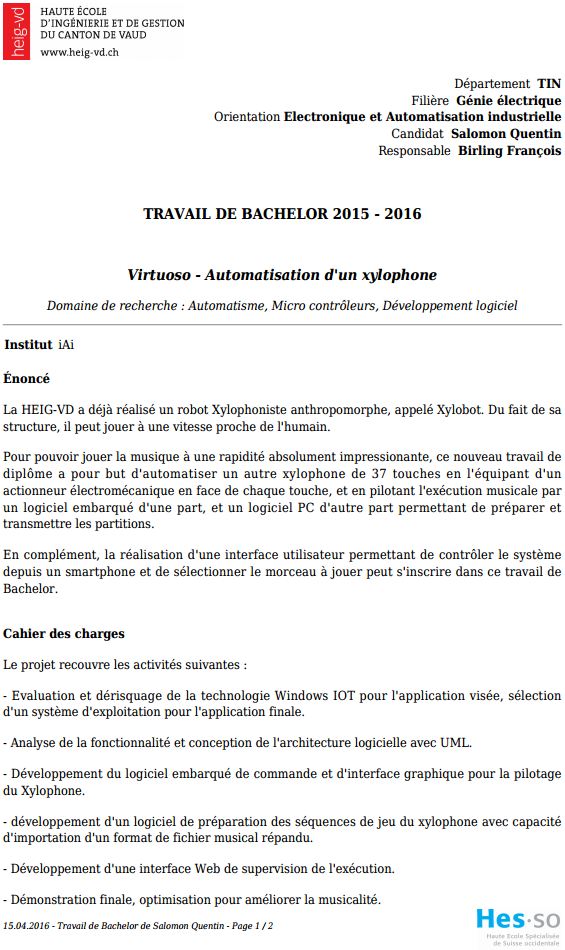 heig-vd
HAUTE ÉCOLE
D'INGÉNIERIE ET DE GESTION
DU CANTON DE VAUD
www.heig-vd.ch
Département TIN
Filière Génie électrique
Orientation Electronique et Automatisation industrielle
Candidat Salomon Quentin
Responsable Birling François
TRAVAIL DE BACHELOR 2015 - 2016
Virtuoso - Automatisation d'un xylophone
Domaine de recherche : Automatisme, Micro contrôleurs, Développement logiciel
Institut iAi
Énoncé
La HEIG-VD a déjà réalisé un robot Xylophoniste anthropomorphe, appelé Xylobot. Du fait de sa
structure, il peut jouer à une vitesse proche de l'humain.
Pour pouvoir jouer la musique à une rapidité absolument impressionante, ce nouveau travail de
diplôme a pour but d'automatiser un autre xylophone de 37 touches en l'équipant d'un
actionneur électromécanique en face de chaque touche, et en pilotant l'exécution musicale par
un logiciel embarqué d'une part, et un logiciel PC d'autre part permettant de préparer et
transmettre les partitions.
En complément, la réalisation d'une interface utilisateur permettant de contrôler le système
depuis un smartphone et de sélectionner le morceau à jouer peut s'inscrire dans ce travail de
Bachelor.
Cahier des charges
Le projet recouvre les activités suivantes :
- Evaluation et dérisquage de la technologie Windows IOT pour l'application visée, sélection
d'un système d'exploitation pour l'application finale.
- Analyse de la fonctionnalité et conception de l'architecture logicielle avec UML.
- Développement du logiciel embarqué de commande et d'interface graphique pour la pilotage
du Xylophone.
- développement d'un logiciel de préparation des séquences de jeu du xylophone avec capacité
d'importation d'un format de fichier musical répandu.
- Développement d'une interface Web de supervision de l'exécution.
- Démonstration finale, optimisation pour améliorer la musicalité.
15.04.2016 - Travail de Bachelor de Salomon Quentin - Page 1 / 2
Hes·so
Haute Ecole Spécialisée
de Suisse occidentale